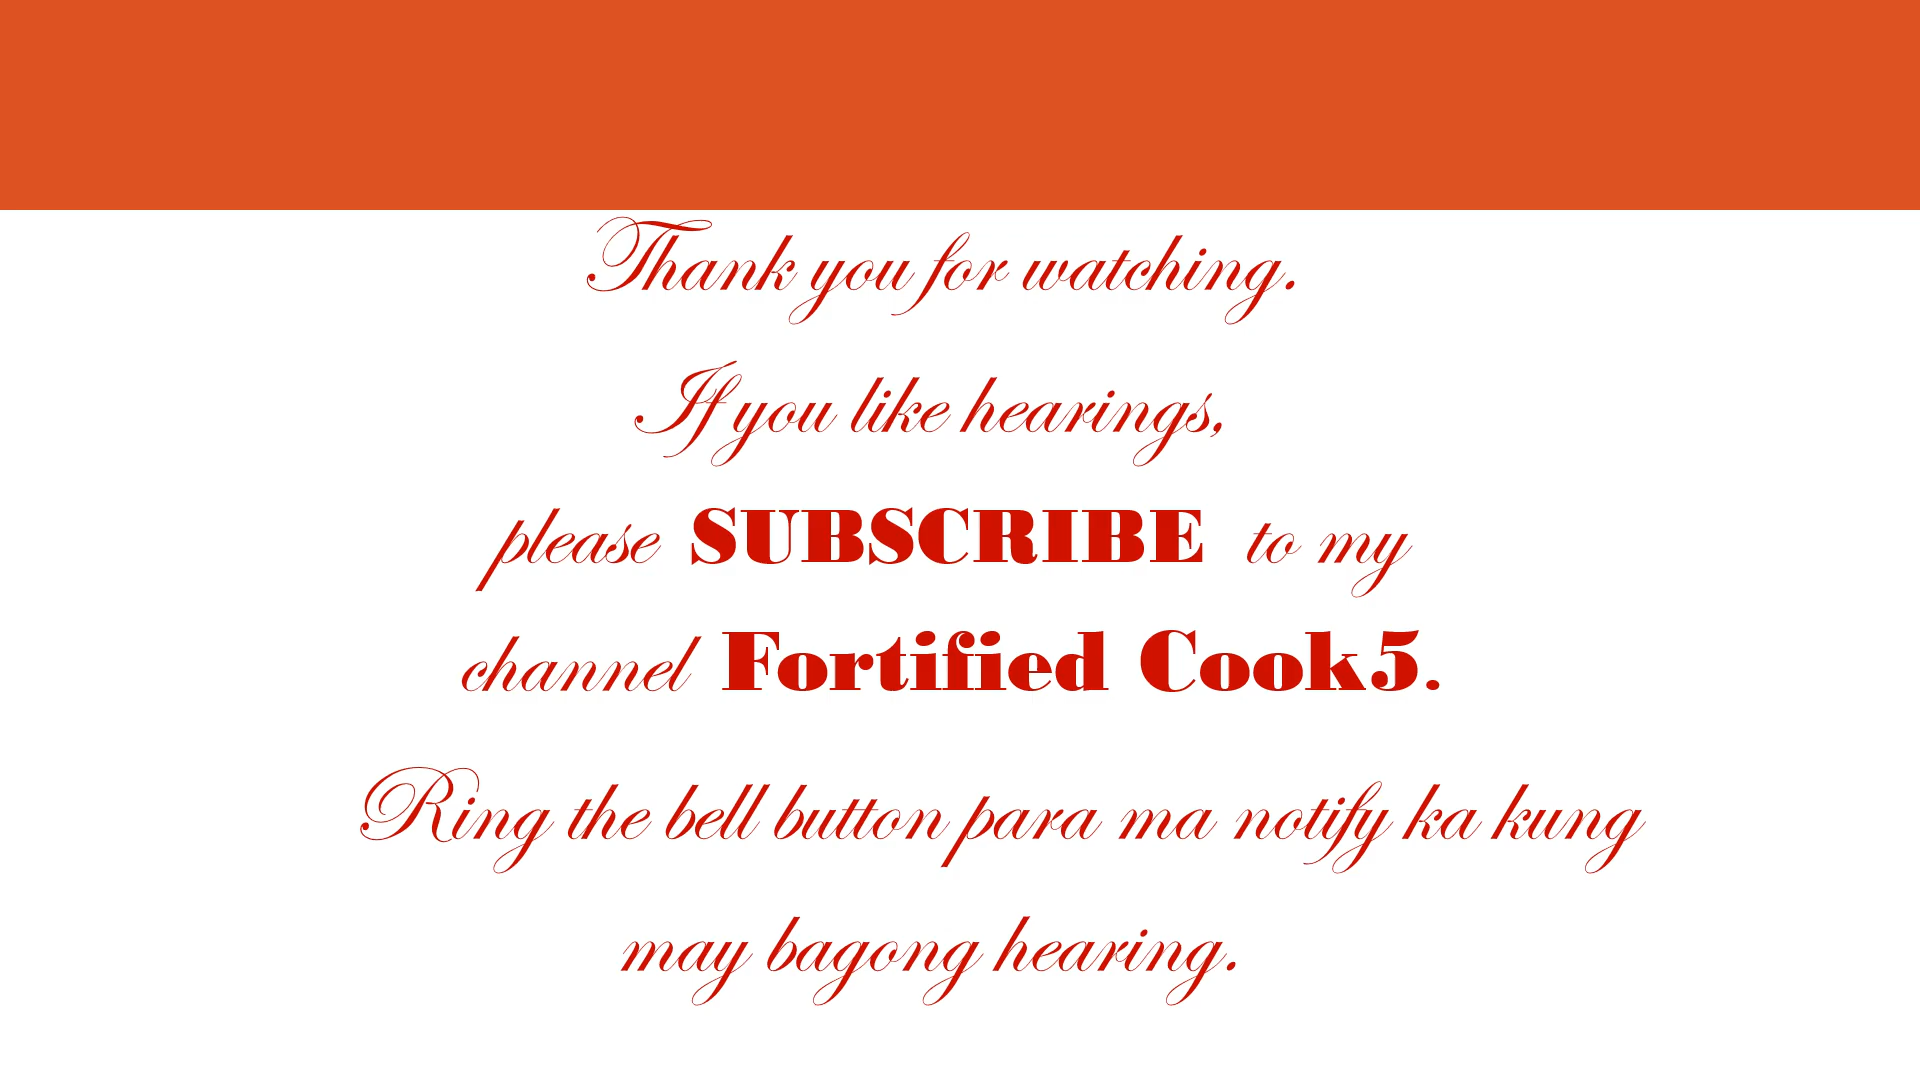 Thank you for watching.
If you like hearings,
please SUBSCRIBE to my
channel Fortified Cook5.
Ring the bell button para ma notify ka kung
may bagong hearing.